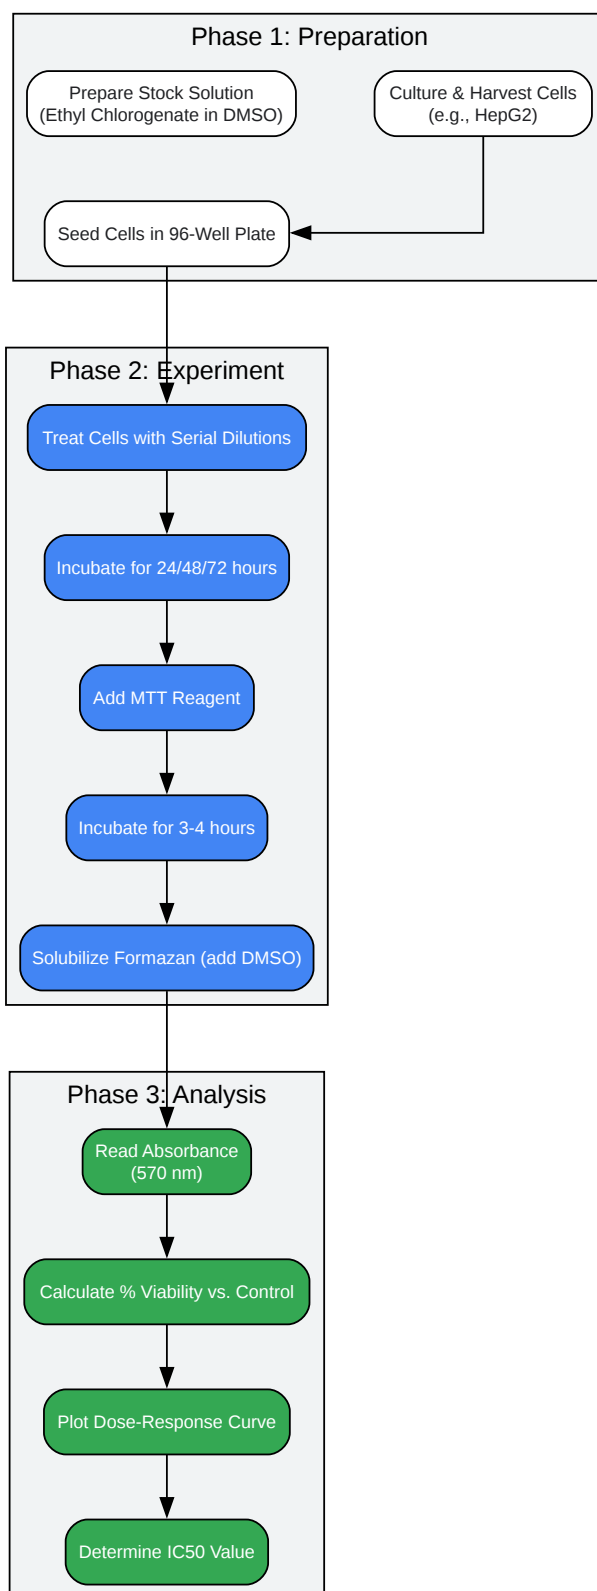 Phase 1: Preparation
Prepare Stock Solution
(Ethyl Chlorogenate in DMSO)
Culture & Harvest Cells
(e.g., HepG2)
Seed Cells in 96-Well Plate
Phase 2: Experiment
Treat Cells with Serial Dilutions
Incubate for 24/48/72 hours
Add MTT Reagent
Incubate for 3-4 hours
Solubilize Formazan (add DMSO)
Phase 3: Analysis
Read Absorbance
(570 nm)
Calculate % Viability vs. Control
Plot Dose-Response Curve
Determine IC50 Value